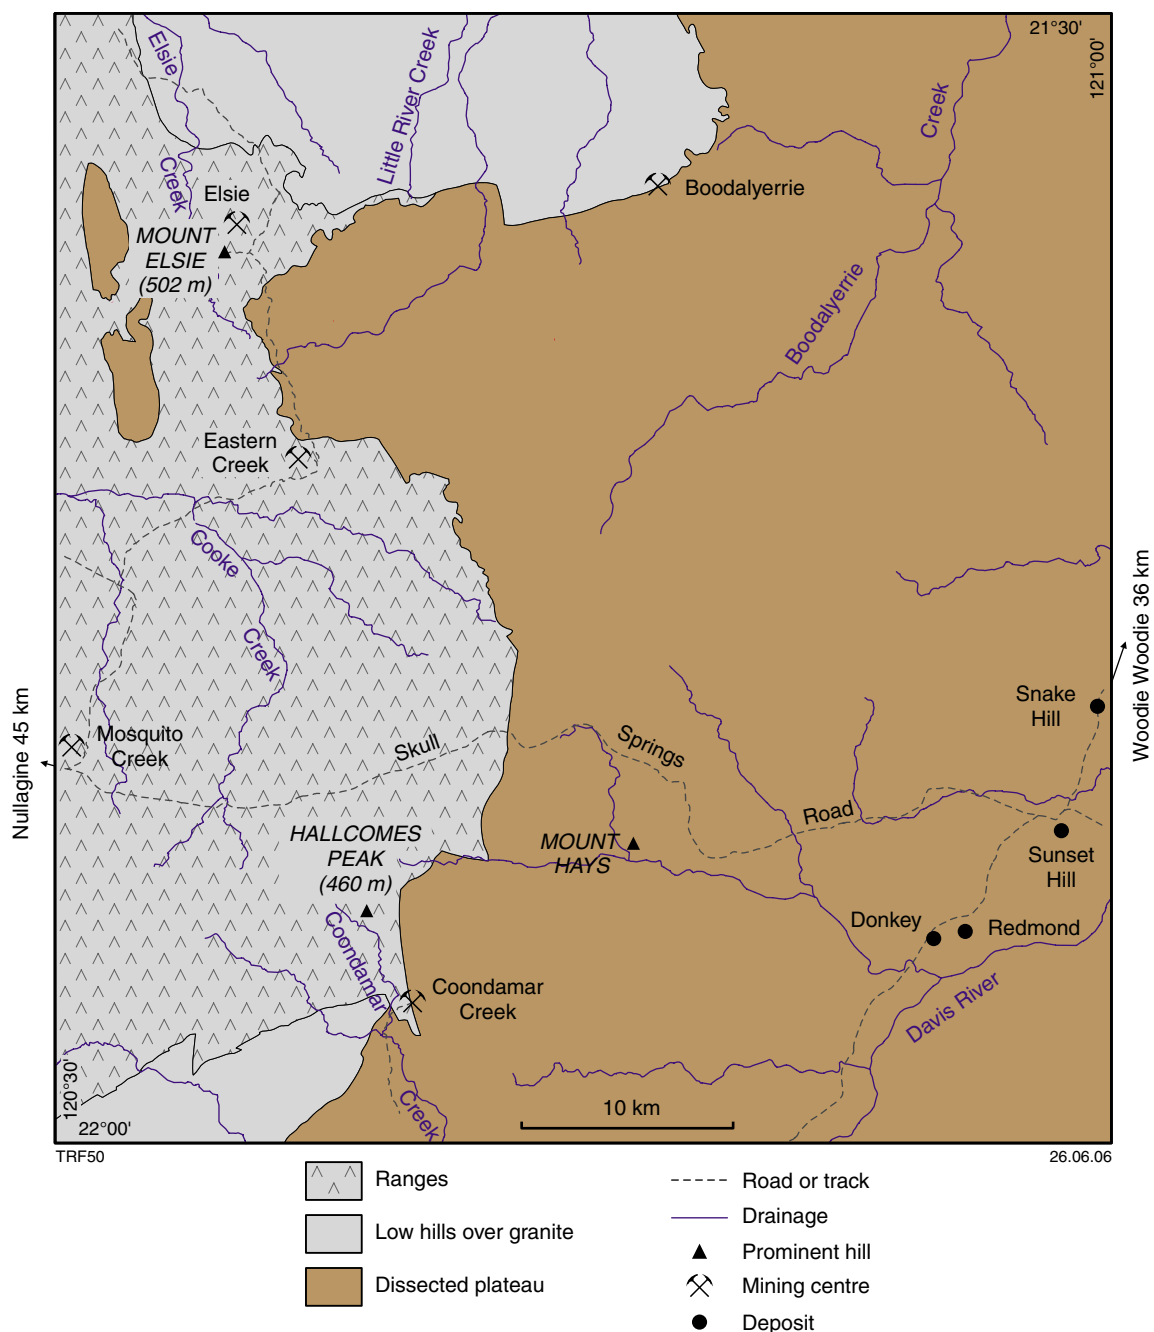 21°30'
121°00'
Elsie
Creek
Little River Creek
Creek
Elsie
Boodalyerrie
MOUNT
ELSIE
(502 m)
Boodalyerrie
Eastern
Creek
Cooke
Creek
Woodie Woodie 36 km
Snake
Hill
Nullagine 45 km
Mosquito
Creek
Skull
Springs
Road
HALLCOMES
PEAK
(460 m)
MOUNT
HAYS
Sunset
Hill
Donkey
Redmond
Coondamar
Creek
Coondamar
Creek
Davis River
120°30'
22°00'
10 km
TRF50
26.06.06
Ranges
Low hills over granite
Dissected plateau
Road or track
Drainage
Prominent hill
Mining centre
Deposit